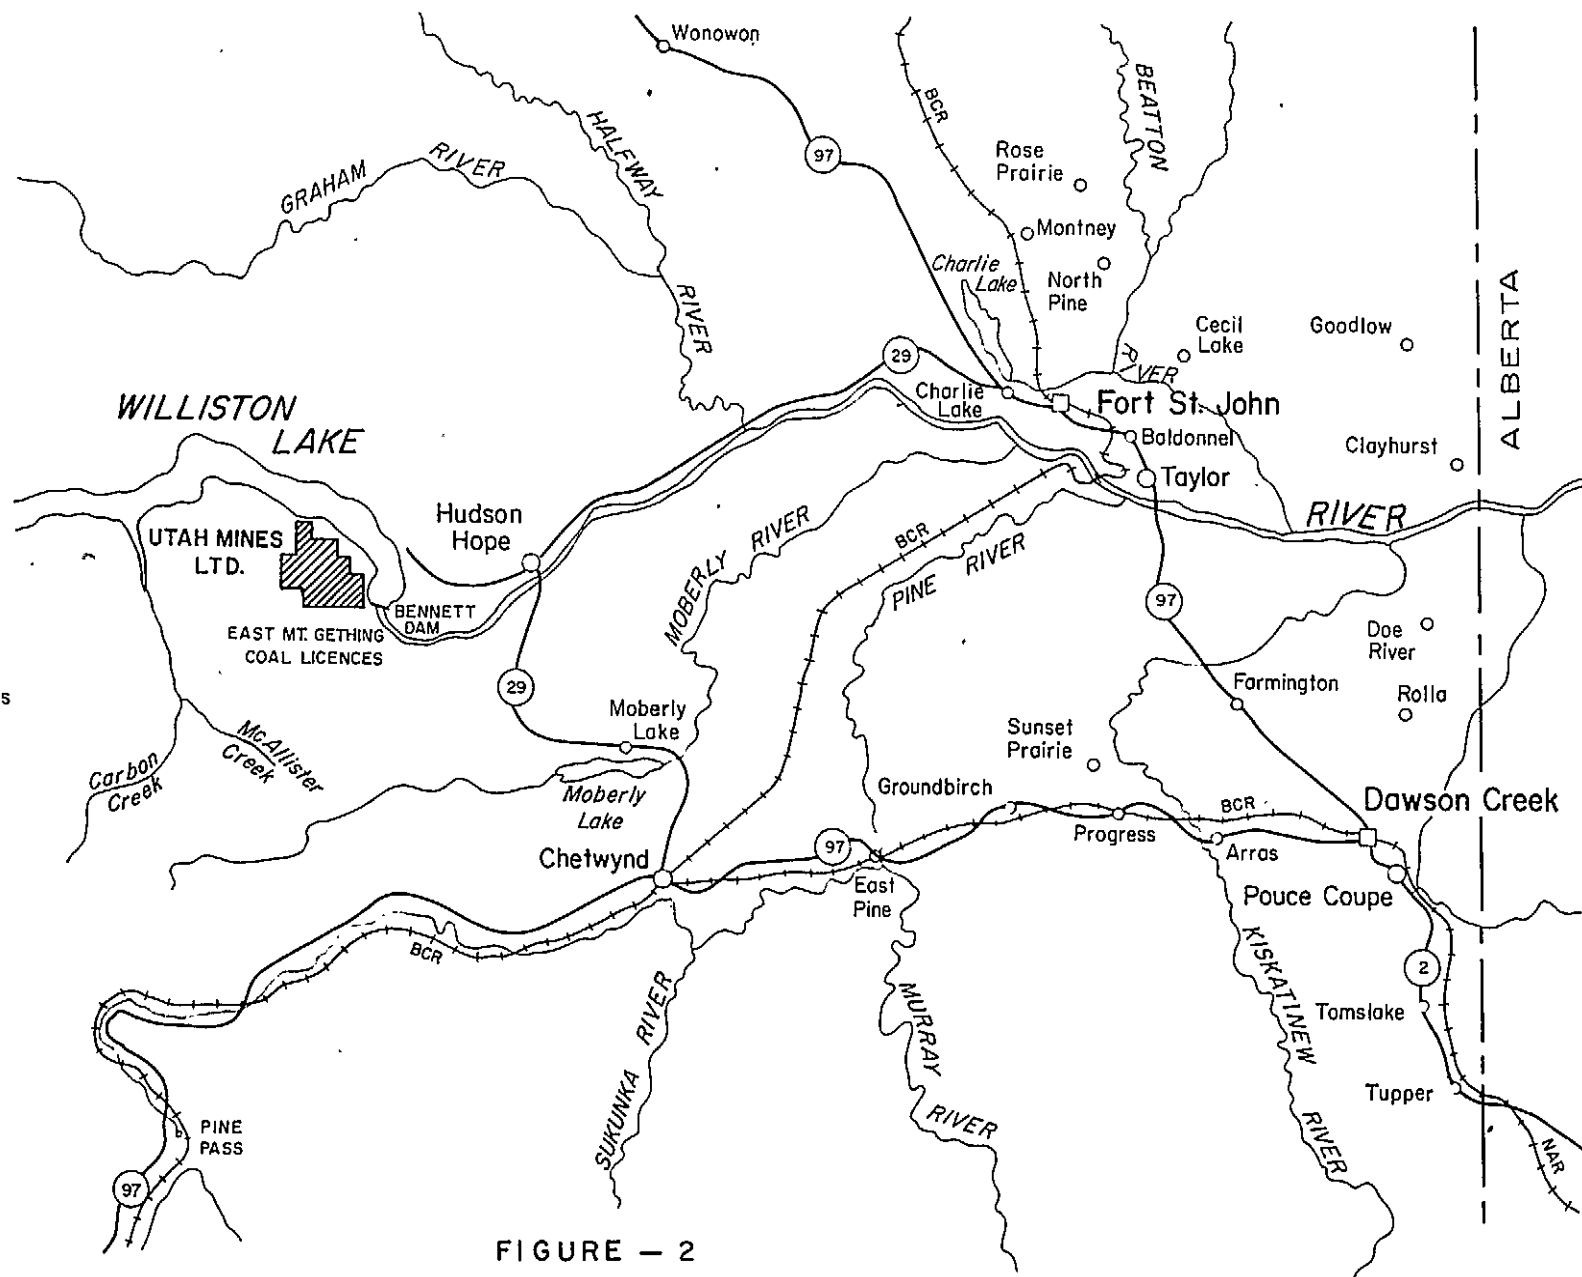 Wonowon
BCR
BEATTON
HALFWAY
97
Rose
Prairie
GRAHAM
RIVER
Montney
Charlie
Lake
North
Pine
RIVER
Cecil
Lake
Goodlow
ALBERTA
29
RIVER
Charlie
Lake
Fort St. John
WILLISTON
LAKE
Baldonnel
Clayhurst
Taylor
Hudson
Hope
RIVER
UTAH MINES
LTD.
BCR
MOBERLY RIVER
PINE RIVER
BENNETT
DAM
97
EAST MT. GETHING
COAL LICENCES
Doe
River
29
Farmington
Rolla
s
Moberly
Lake
Sunset
Prairie
McAllister
Creek
Carbon
Creek
Moberly
Lake
Groundbirch
BCR
Dawson Creek
Progress
97
Arras
Chetwynd
East
Pine
Pouce Coupe
BCR
KISKATINEW
RIVER
2
SUKUNKA RIVER
MURRAY
RIVER
Tomslake
Tupper
PINE
PASS
NAR
97
FIGURE — 2